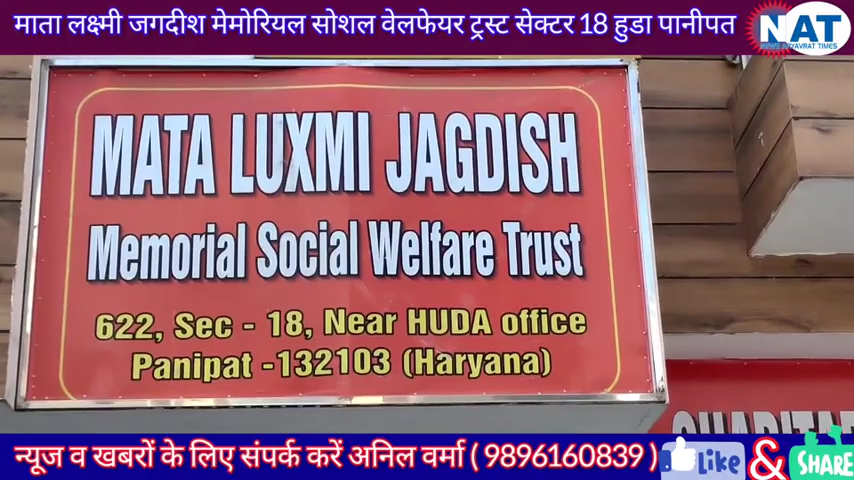 माता लक्ष्मी जगदीश मेमोरियल सोशल वेलफेयर ट्रस्ट सेक्टर 18 हुडा पानीपत
NAT
MATA LUXMI JAGDISH
Memorial Social Welfare Trust
622, Sec - 18, Near HUDA office
Panipat -132103 (Haryana)
न्यूज व खबरों के लिए संपर्क करें अनिल वर्मा ( 9896160839 )
Like & SHARE